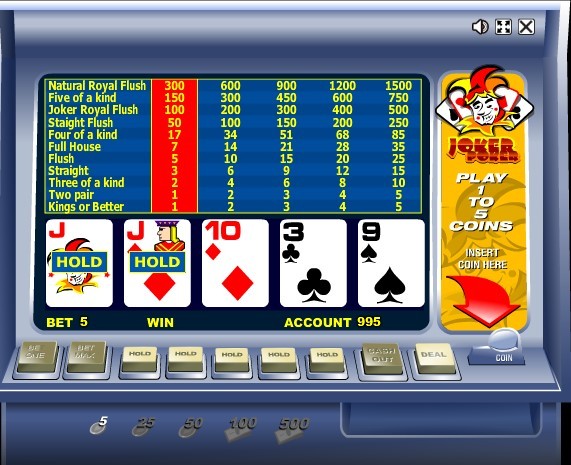 Natural Royal Flush 300 600 900 1200 1500
Five of a kind 150 300 450 600 750
Joker Royal Flush 100 200 300 400 500
Staight Flush 50 100 150 200 250
Four of a kind 17 34 51 68 85
Full House 7 14 21 28 35
Flush 5 10 15 20 25
Straight 3 6 9 12 15
Three of a kind 2 4 6 8 10
Two pair 1 2 3 4 5
Kings or Better 1 2 3 4 5
JOKER
POKER
PLAY
1
TO
5
COINS
INSERT
COIN HERE
J J 10 3 9
HOLD HOLD
BET 5 WIN ACCOUNT 995
BET ONE
BET MAX
HOLD HOLD HOLD HOLD HOLD
CASH OUT
DEAL
COIN
5 25 50 100 500